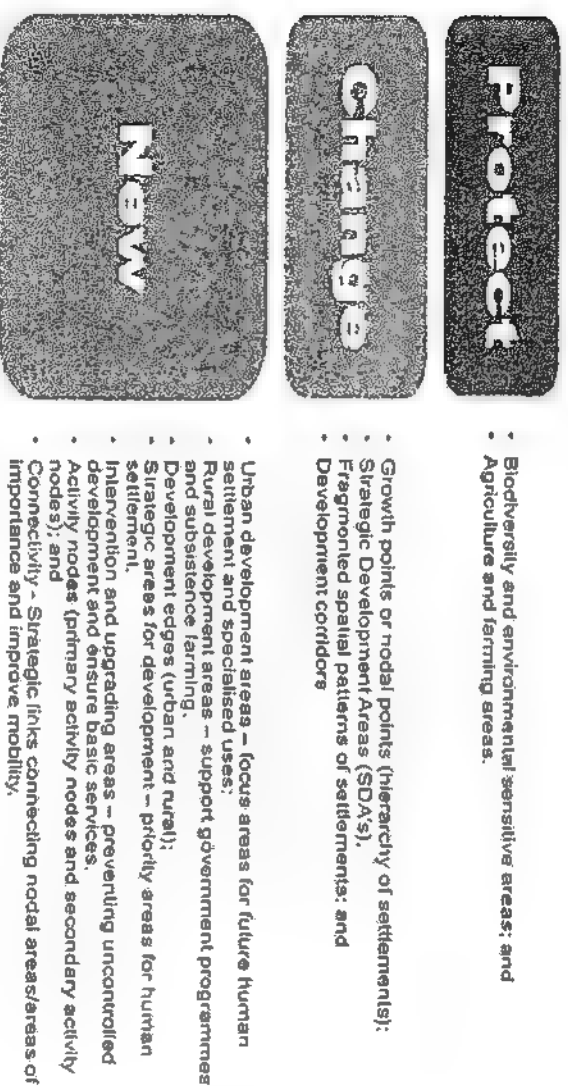 Protect
• Biodiversity and environmental sensitive areas; and
• Agriculture and farming areas.
Change
• Growth points or nodal points (hierarchy of settlements);
• Strategic Development Areas (SDA's),
• Fragmented spatial patterns of settlements; and
• Development corridors
New
• Urban development areas – focus areas for future human
settlement and specialised uses;
• Rural development areas – support government programmes
and subsistence farming,
• Development edges (urban and rural);
• Strategic areas for development – priority areas for human
settlement,
• Intervention and upgrading areas – preventing uncontrolled
development and ensure basic services,
• Activity nodes (primary activity nodes and secondary activity
nodes); and
• Connectivity - Strategic links connecting nodal areas/areas of
importance and improve mobility.